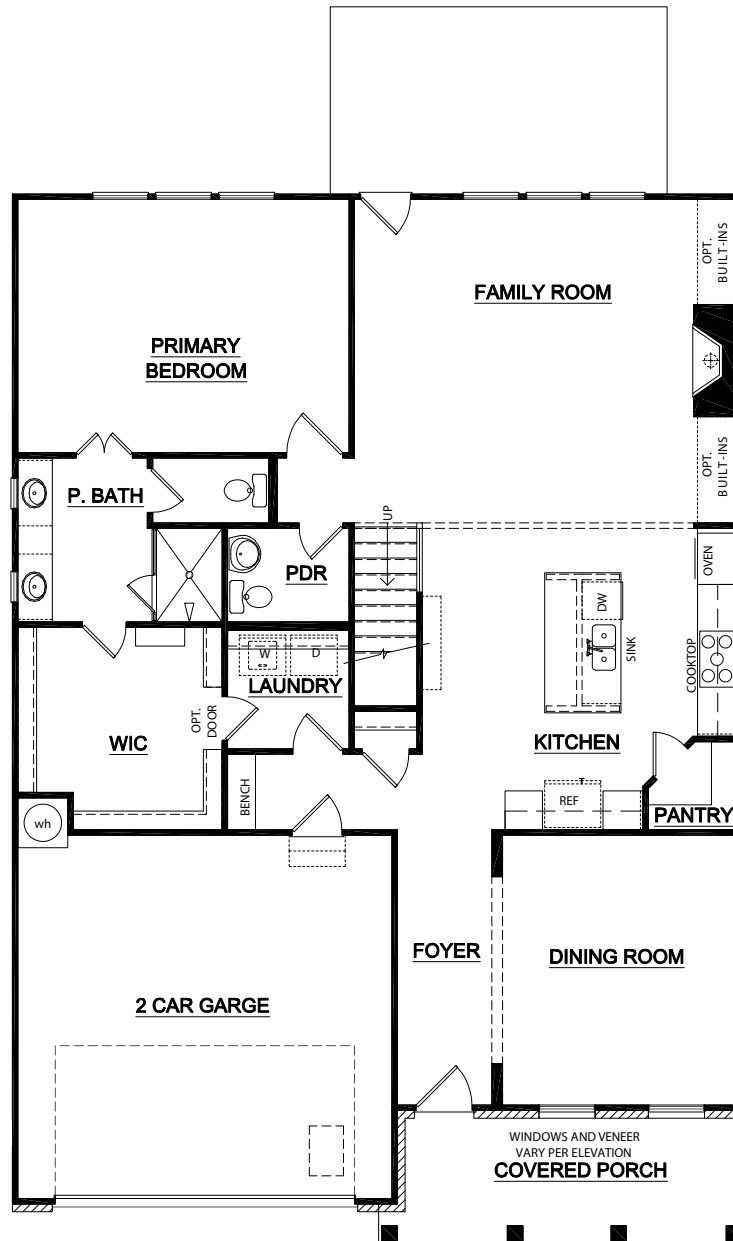 OPT.
BUILT-INS
FAMILY ROOM
PRIMARY
BEDROOM
OPT.
BUILT-INS
P. BATH
UP
OVEN
PDR
DW
SINK
COOKTOP
W
D
LAUNDRY
OPT.
DOOR
WIC
KITCHEN
BENCH
REF
PANTRY
wh
FOYER
DINING ROOM
2 CAR GARGE
WINDOWS AND VENEER
VARY PER ELEVATION
COVERED PORCH